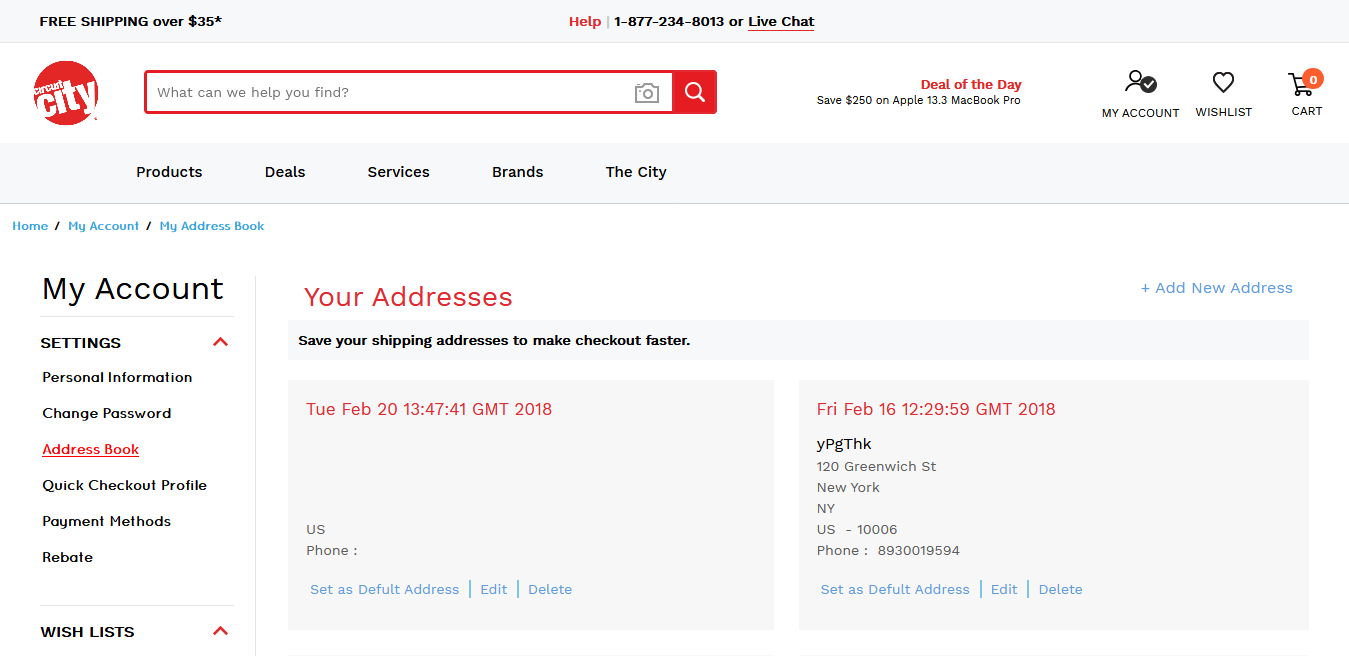 FREE SHIPPING over $35*
Help | 1-877-234-8013 or Live Chat
circuit
city
What can we help you find?
Deal of the Day
Save $250 on Apple 13.3 MacBook Pro
MY ACCOUNT
WISHLIST
0
CART
Products Deals Services Brands The City
Home / My Account / My Address Book
My Account
SETTINGS
Personal Information
Change Password
Address Book
Quick Checkout Profile
Payment Methods
Rebate
WISH LISTS
Your Addresses
+ Add New Address
Save your shipping addresses to make checkout faster.
Tue Feb 20 13:47:41 GMT 2018
US
Phone :
Set as Defult Address | Edit | Delete
Fri Feb 16 12:29:59 GMT 2018
yPgThk
120 Greenwich St
New York
NY
US - 10006
Phone : 8930019594
Set as Defult Address | Edit | Delete